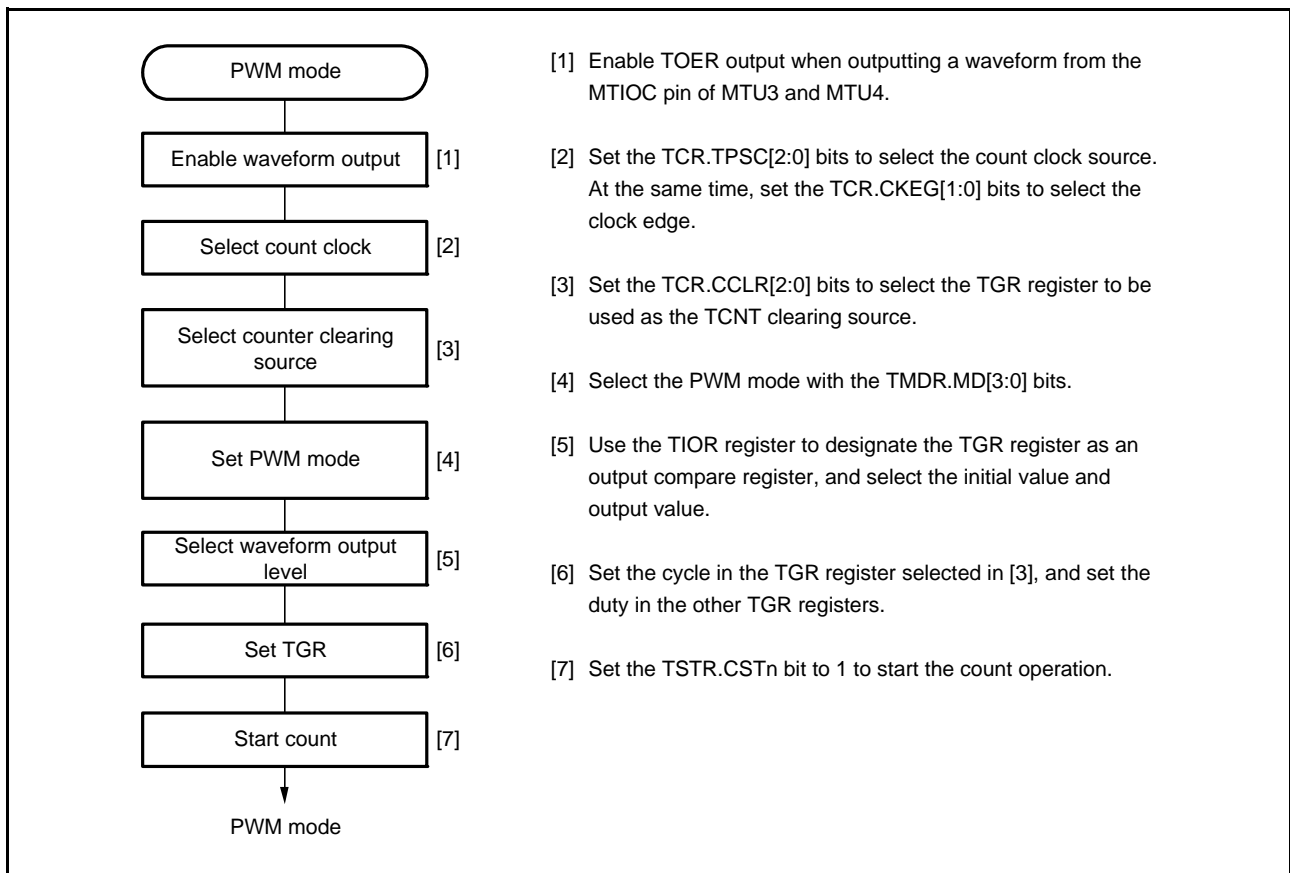 PWM mode
Enable waveform output [1]
Select count clock [2]
Select counter clearing
source
[3]
Set PWM mode [4]
Select waveform output
level
[5]
Set TGR [6]
Start count [7]
PWM mode
[1] Enable TOER output when outputting a waveform from the
MTIOC pin of MTU3 and MTU4.
[2] Set the TCR.TPSC[2:0] bits to select the count clock source.
At the same time, set the TCR.CKEG[1:0] bits to select the
clock edge.
[3] Set the TCR.CCLR[2:0] bits to select the TGR register to be
used as the TCNT clearing source.
[4] Select the PWM mode with the TMDR.MD[3:0] bits.
[5] Use the TIOR register to designate the TGR register as an
output compare register, and select the initial value and
output value.
[6] Set the cycle in the TGR register selected in [3], and set the
duty in the other TGR registers.
[7] Set the TSTR.CSTn bit to 1 to start the count operation.